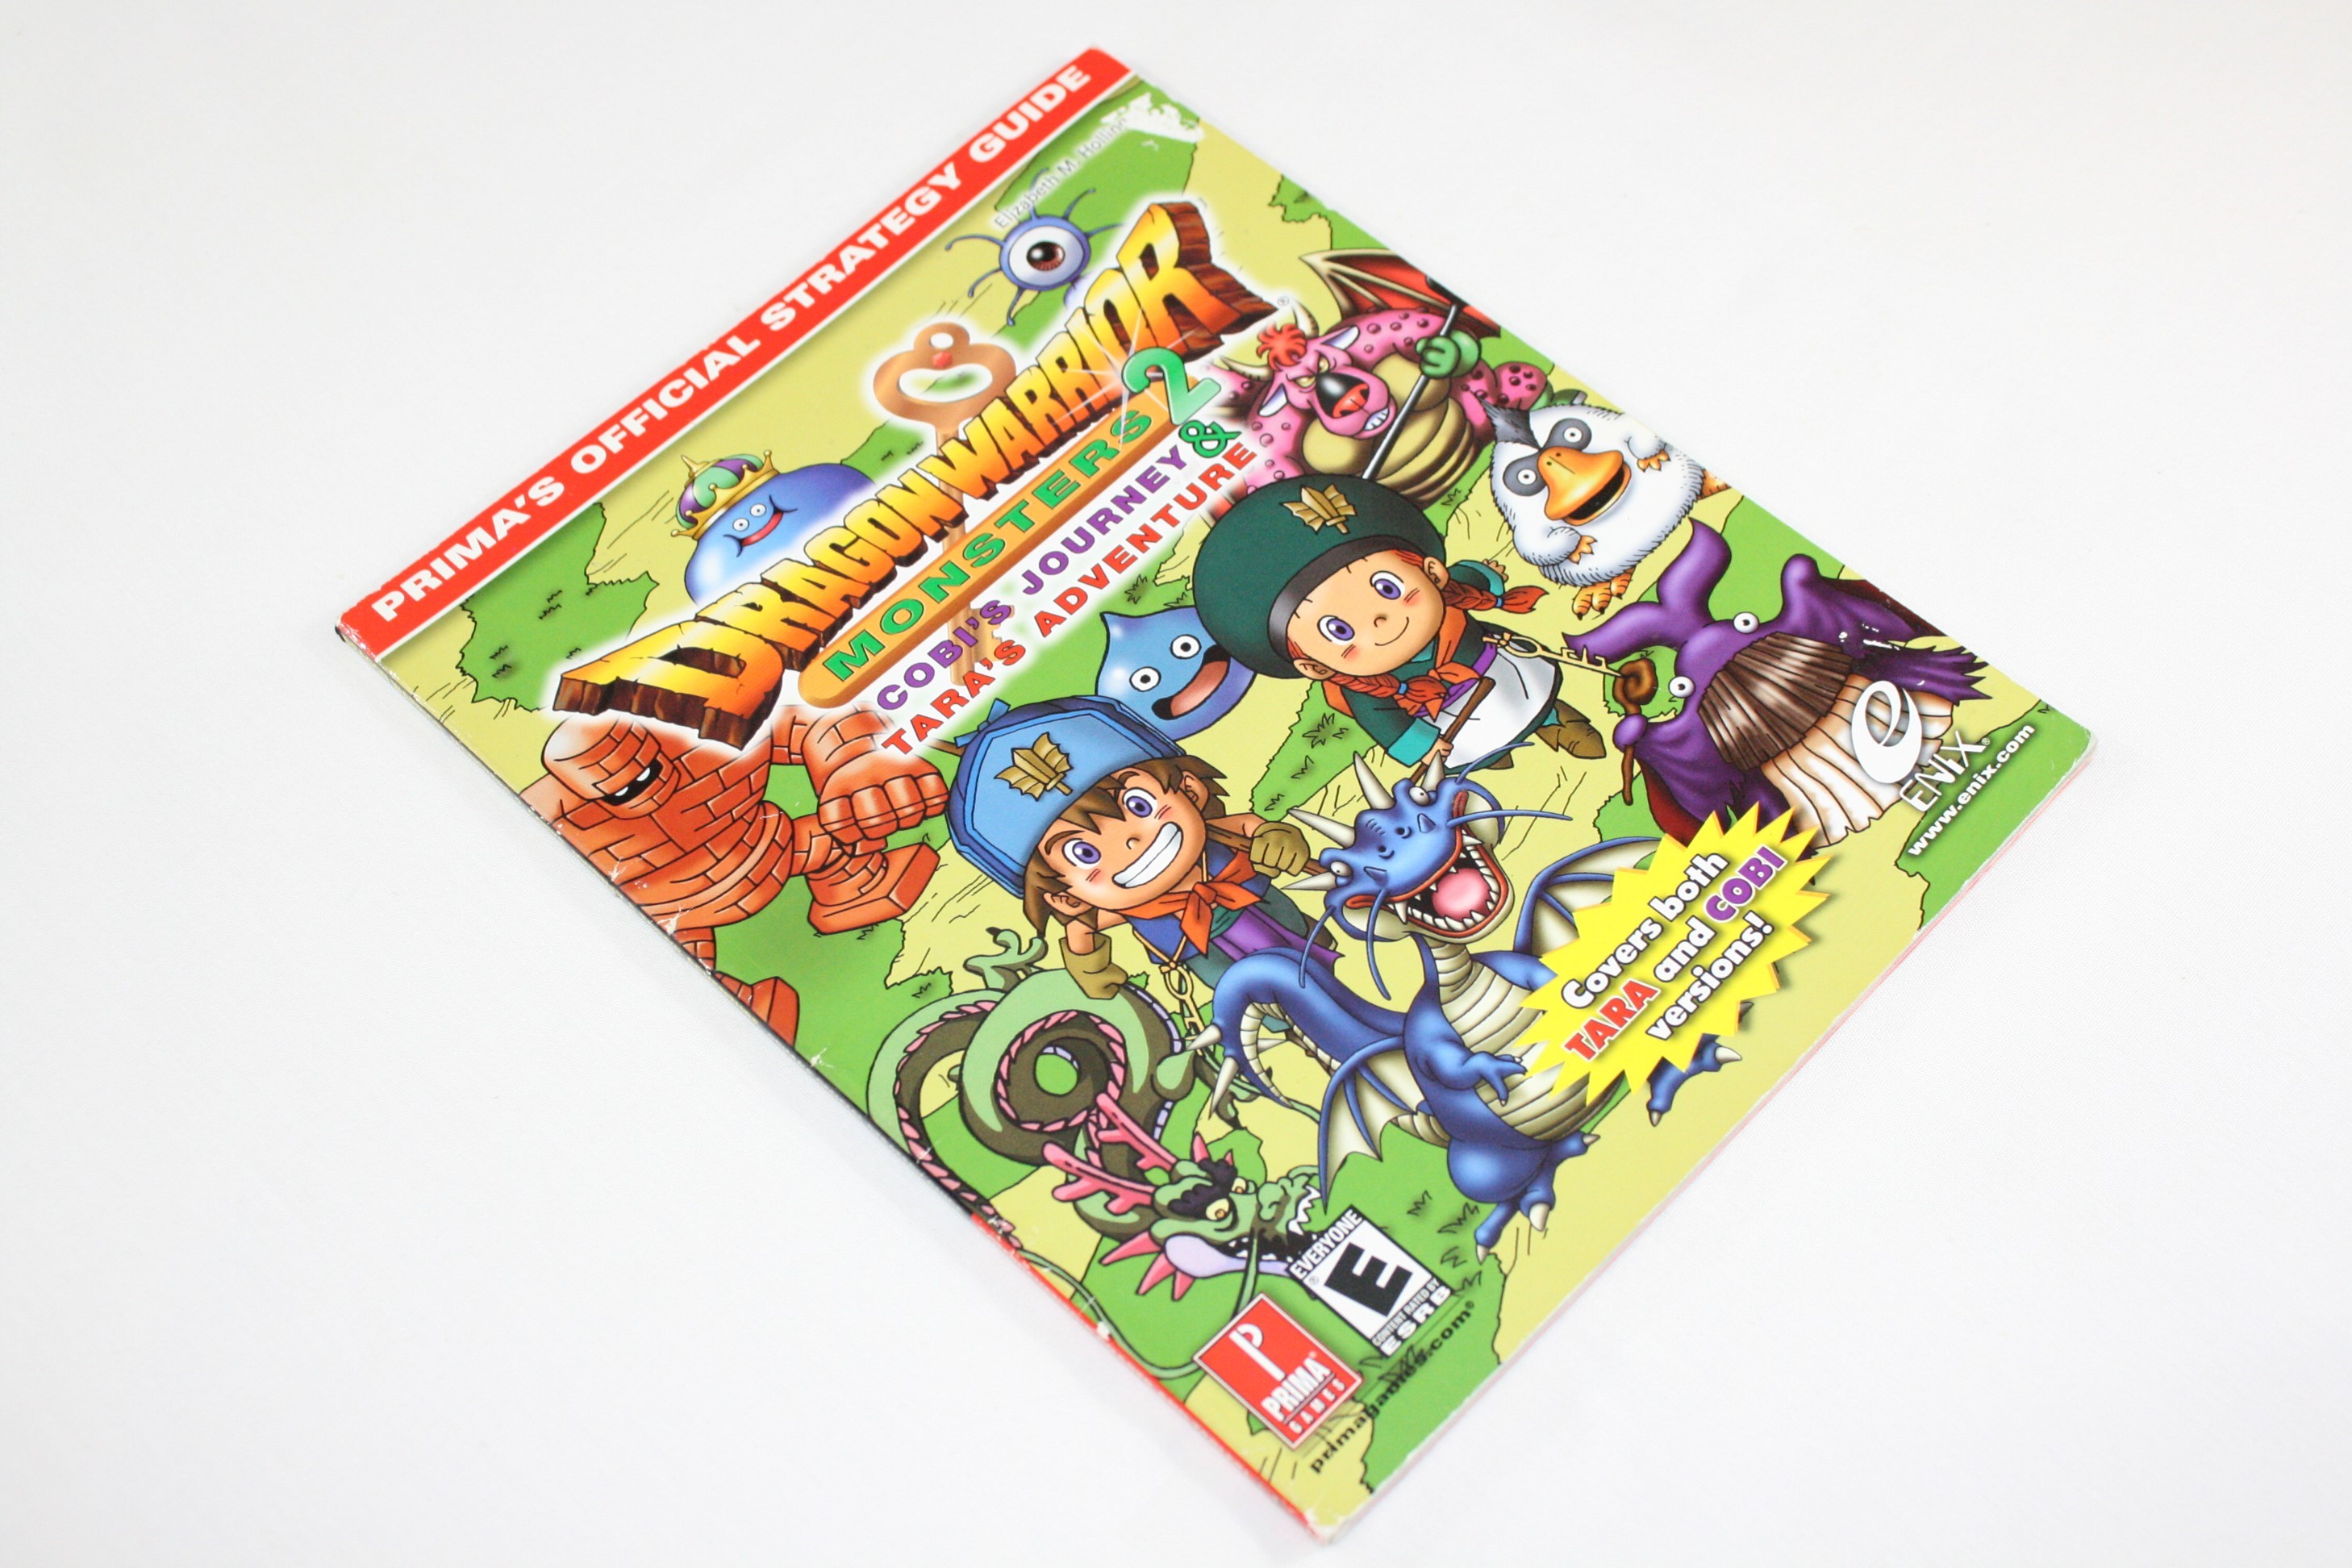 PRIMA'S OFFICIAL STRATEGY GUIDE
Elizabeth M.
DRAGON WARRIOR
MONSTERS 2
COBI'S JOURNEY &
TARA'S ADVENTURE
ENIX®
www.enix.com
Covers both
TARA and COBI
versions!
EVERYONE
E
CONTENT RATED BY
ESRB
PRIMA®
GAMES
primagames.com®